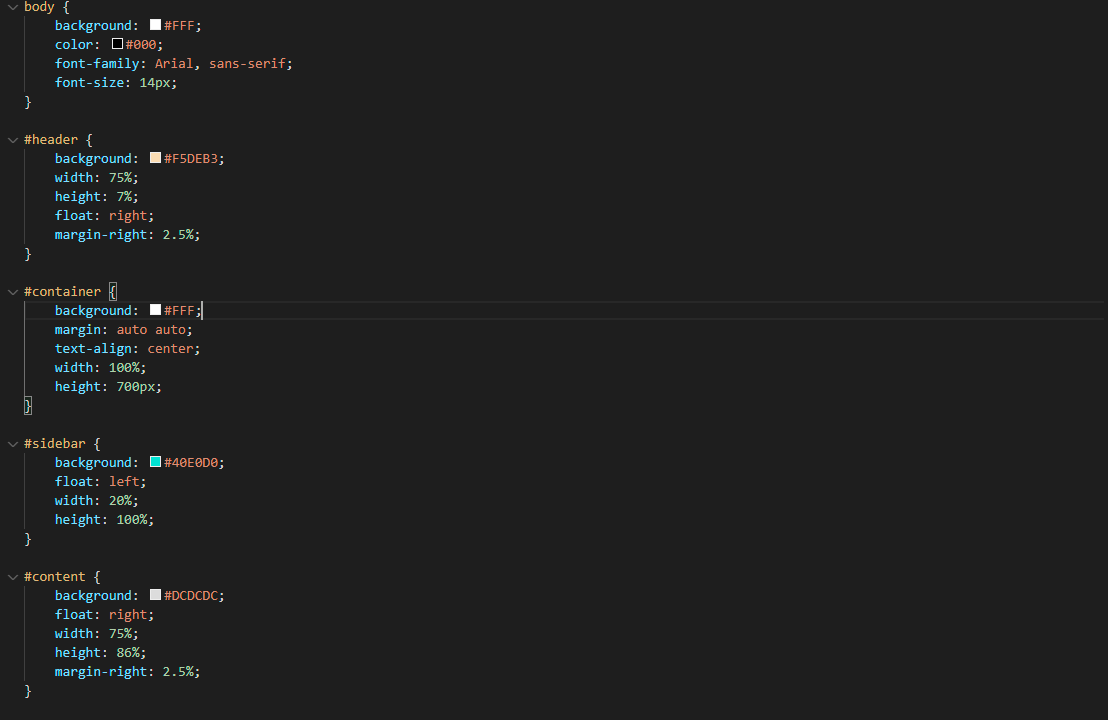 body {
    background: #FFF;
    color: #000;
    font-family: Arial, sans-serif;
    font-size: 14px;
}

#header {
    background: #F5DEB3;
    width: 75%;
    height: 7%;
    float: right;
    margin-right: 2.5%;
}

#container {
    background: #FFF;
    margin: auto auto;
    text-align: center;
    width: 100%;
    height: 700px;
}

#sidebar {
    background: #40E0D0;
    float: left;
    width: 20%;
    height: 100%;
}

#content {
    background: #DCDCDC;
    float: right;
    width: 75%;
    height: 86%;
    margin-right: 2.5%;
}